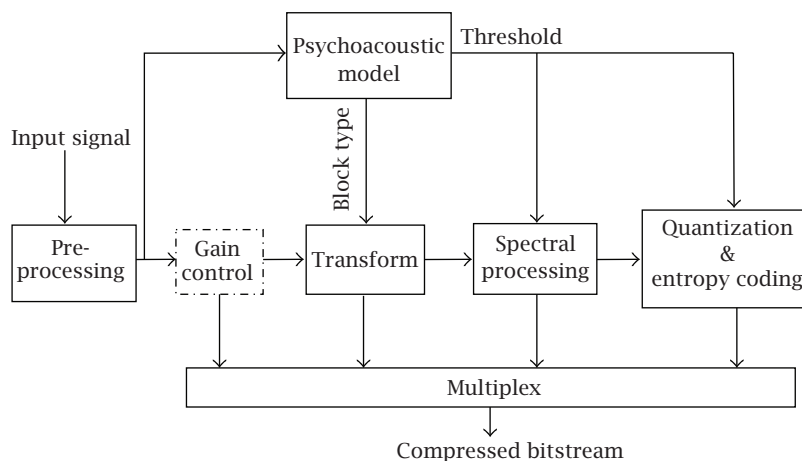 Psychoacoustic
model
Threshold
Input signal
Block type
Pre-
processing
Gain
control
Transform
Spectral
processing
Quantization
&
entropy coding
Multiplex
Compressed bitstream